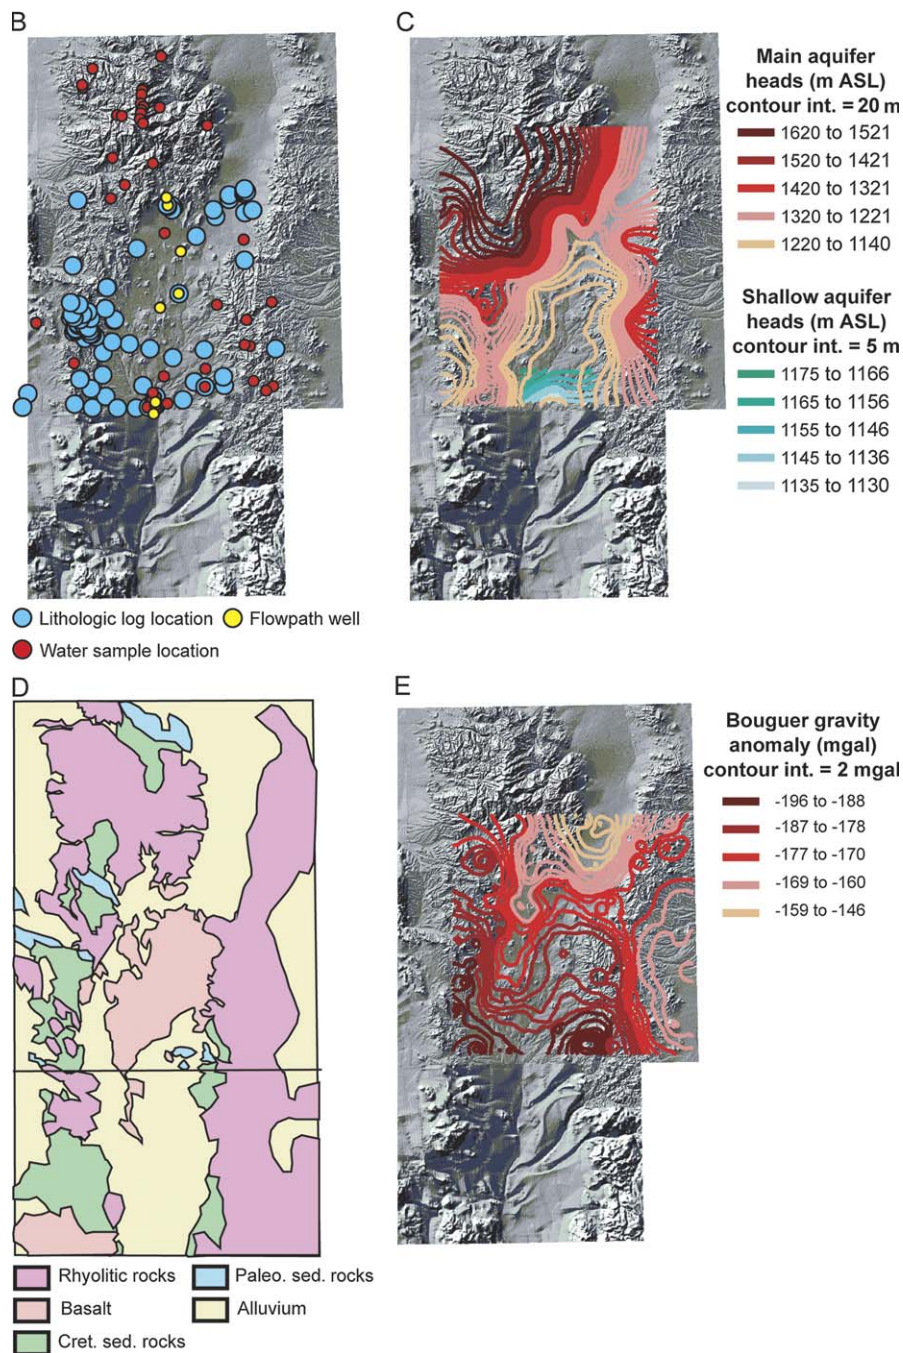 B
C
Main aquifer
heads (m ASL)
contour int. = 20 m
1620 to 1521
1520 to 1421
1420 to 1321
1320 to 1221
1220 to 1140
Shallow aquifer
heads (m ASL)
contour int. = 5 m
1175 to 1166
1165 to 1156
1155 to 1146
1145 to 1136
1135 to 1130
Lithologic log location
Flowpath well
Water sample location
D
E
Bouguer gravity
anomaly (mgal)
contour int. = 2 mgal
-196 to -188
-187 to -178
-177 to -170
-169 to -160
-159 to -146
Rhyolitic rocks
Paleo. sed. rocks
Basalt
Alluvium
Cret. sed. rocks